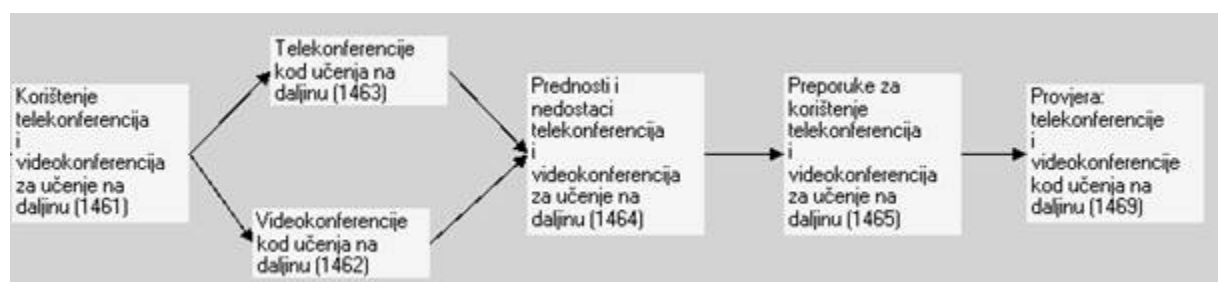 Korištenje
telekonferencija
i
videokonferencija
za učenje na
daljinu (1461)
Telekonferencije
kod učenja na
daljinu (1463)
Videokonferencije
kod učenja na
daljinu (1462)
Prednosti i
nedostaci
telekonferencija
i
videokonferencija
za učenje na
daljinu (1464)
Preporuke za
korištenje
telekonferencija
i
videokonferencija
za učenje na
daljinu (1465)
Provjera:
telekonferencije
i
videokonferencije
kod učenja na
daljinu (1469)